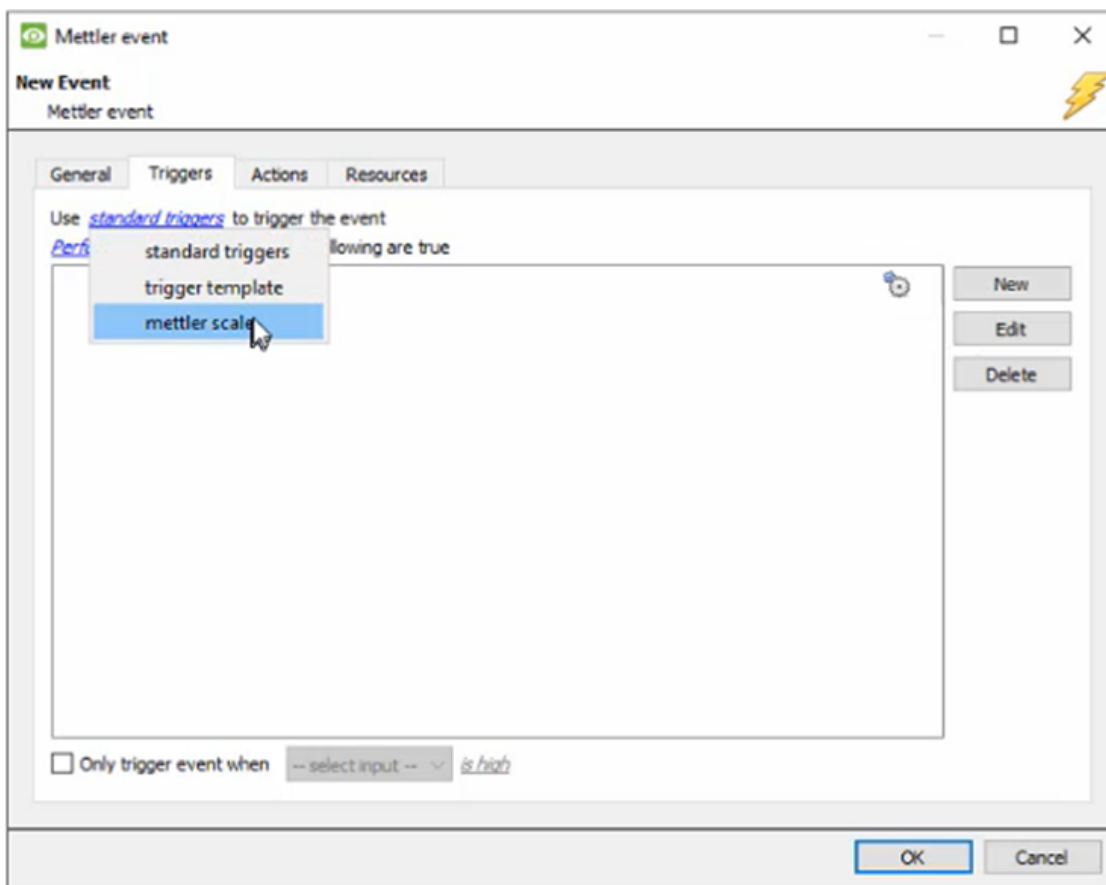 Mettler event
New Event
Mettler event
General Triggers Actions Resources
Use standard triggers to trigger the event
llowing are true
standard triggers
trigger template
mettler scale
New
Edit
Delete
Only trigger event when -- select input -- is high
OK Cancel